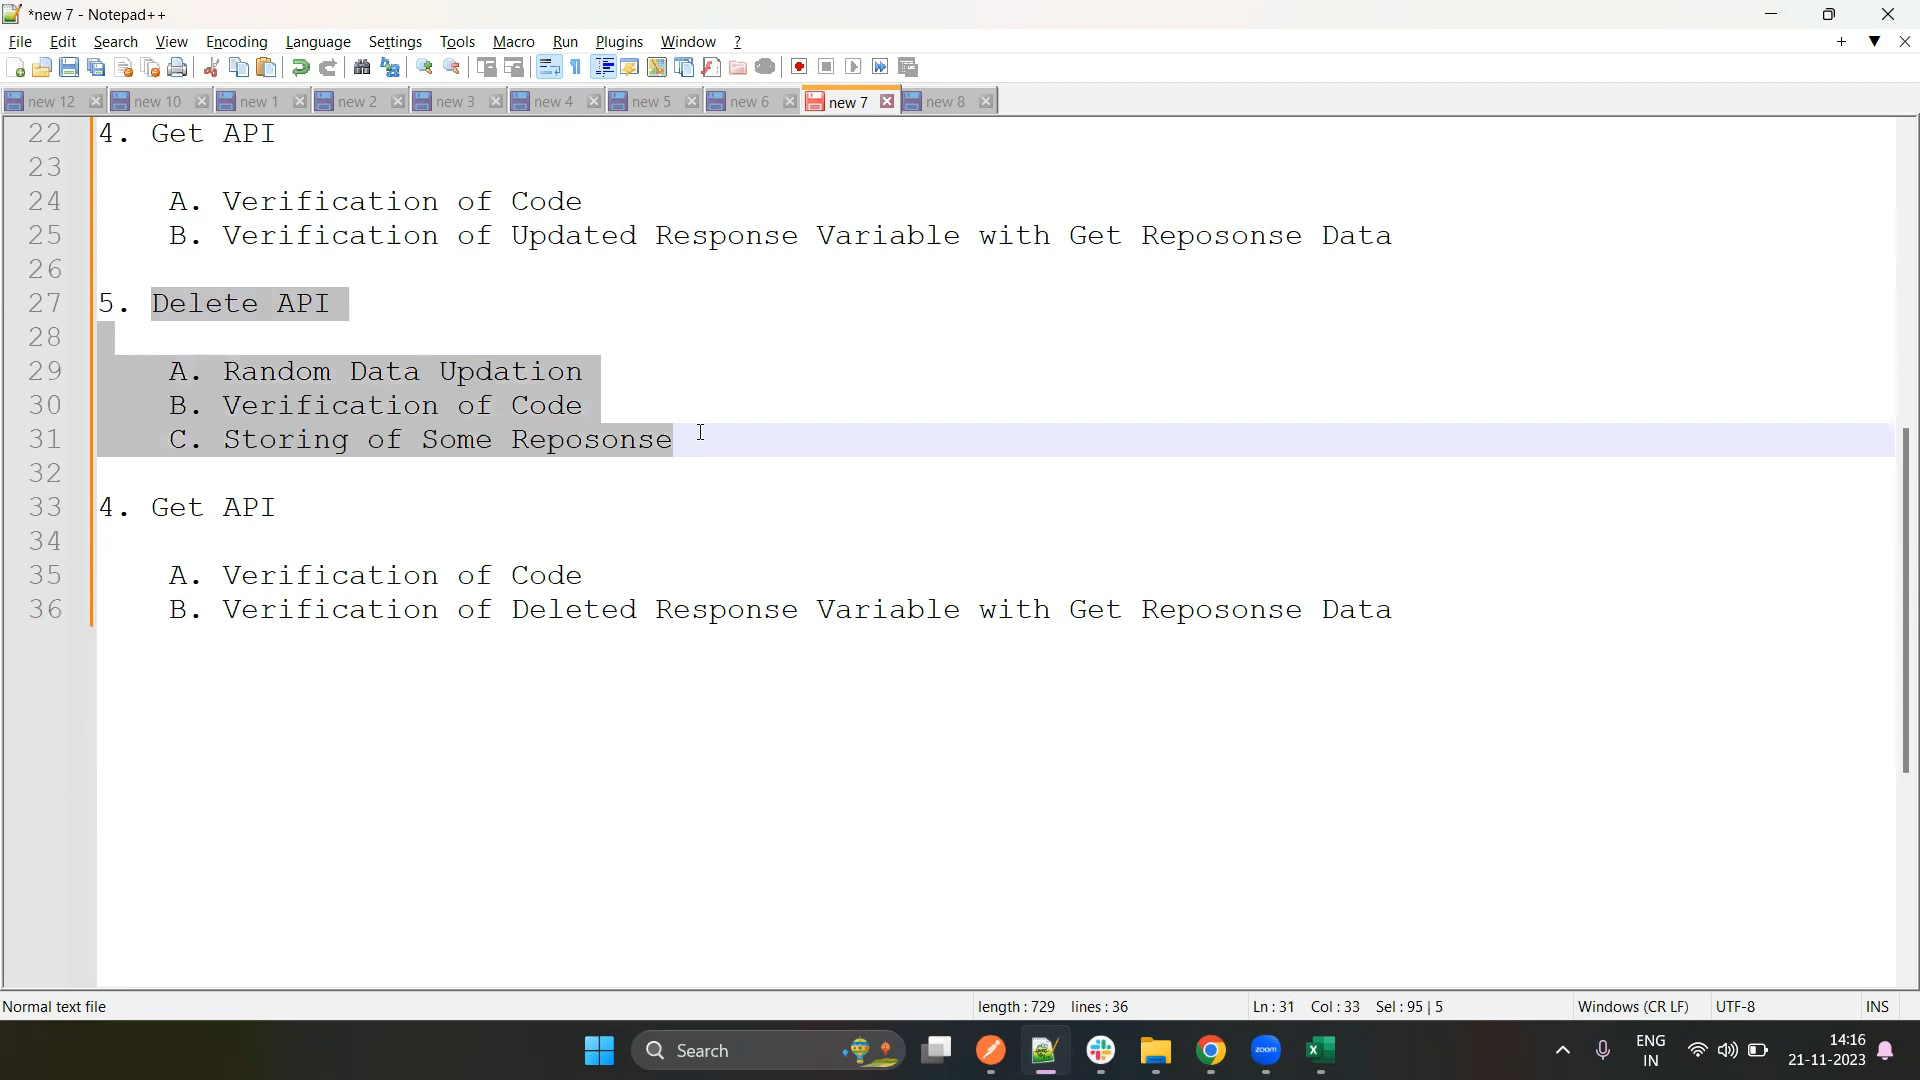 *new 7 - Notepad++
File Edit Search View Encoding Language Settings Tools Macro Run Plugins Window ?
new 12 new 10 new 1 new 2 new 3 new 4 new 5 new 6 new 7 new 8
22 4. Get API
23
24 A. Verification of Code
25 B. Verification of Updated Response Variable with Get Reposonse Data
26
27 5. Delete API
28
29 A. Random Data Updation
30 B. Verification of Code
31 C. Storing of Some Reposonse
32
33 4. Get API
34
35 A. Verification of Code
36 B. Verification of Deleted Response Variable with Get Reposonse Data
Normal text file length : 729 lines : 36 Ln : 31 Col : 33 Sel : 95 | 5 Windows (CR LF) UTF-8 INS
Search zoom ENG 14:16
IN 21-11-2023